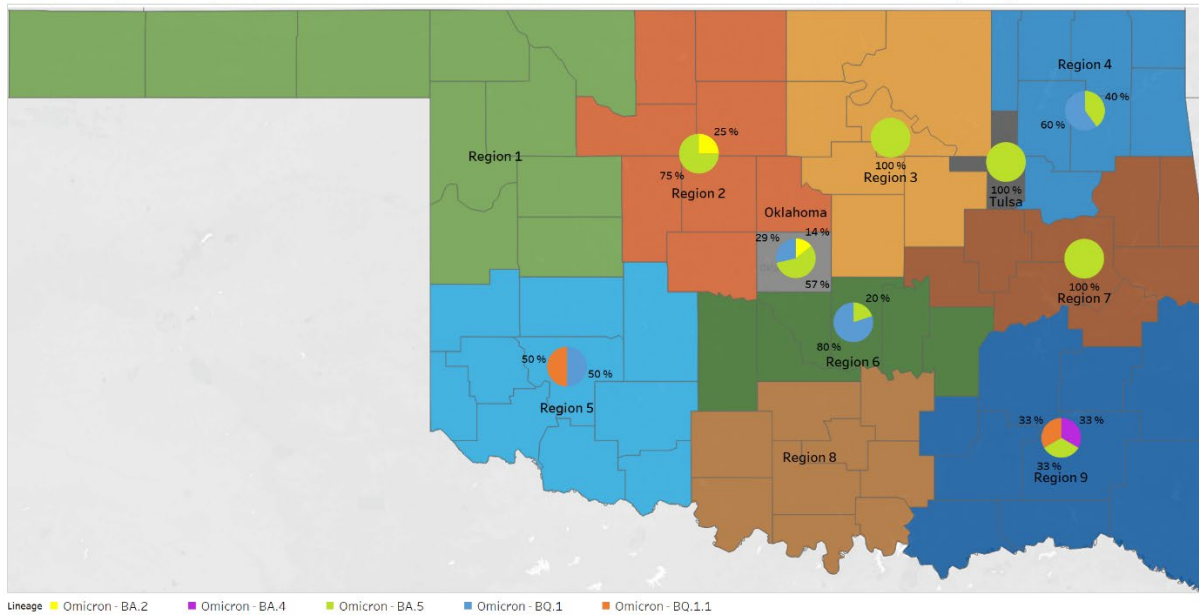 Region 4
40 %
60 %
25 %
100 %
Region 3
Region 1
75 %
Region 2
100 %
Tulsa
Oklahoma
29 %
14 %
57 %
100 %
Region 7
20 %
80 %
Region 6
50 %
50 %
Region 5
33 %
33 %
33 %
Region 9
Region 8
Lineage Omicron - BA.2 Omicron - BA.4 Omicron - BA.5 Omicron - BQ.1 Omicron - BQ.1.1